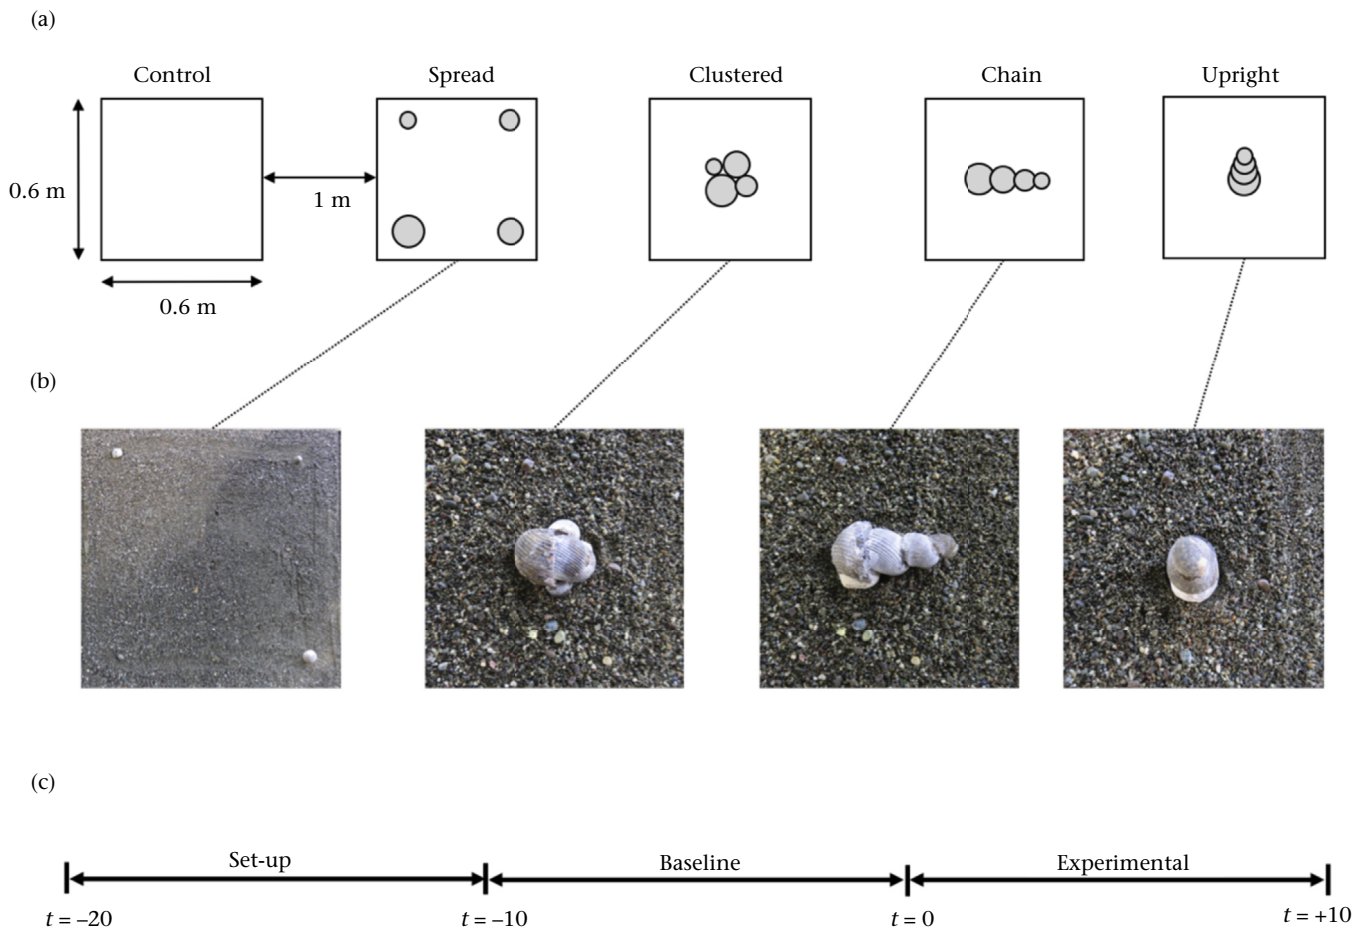 (a)
Control Spread Clustered Chain Upright
0.6 m
1 m
0.6 m
(b)
(c)
Set-up Baseline Experimental
t = –20 t = –10 t = 0 t = +10